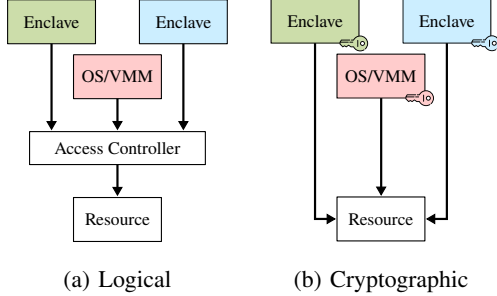 Enclave
Enclave
OS/VMM
Access Controller
Resource
(a) Logical
Enclave
Enclave
OS/VMM
Resource
(b) Cryptographic